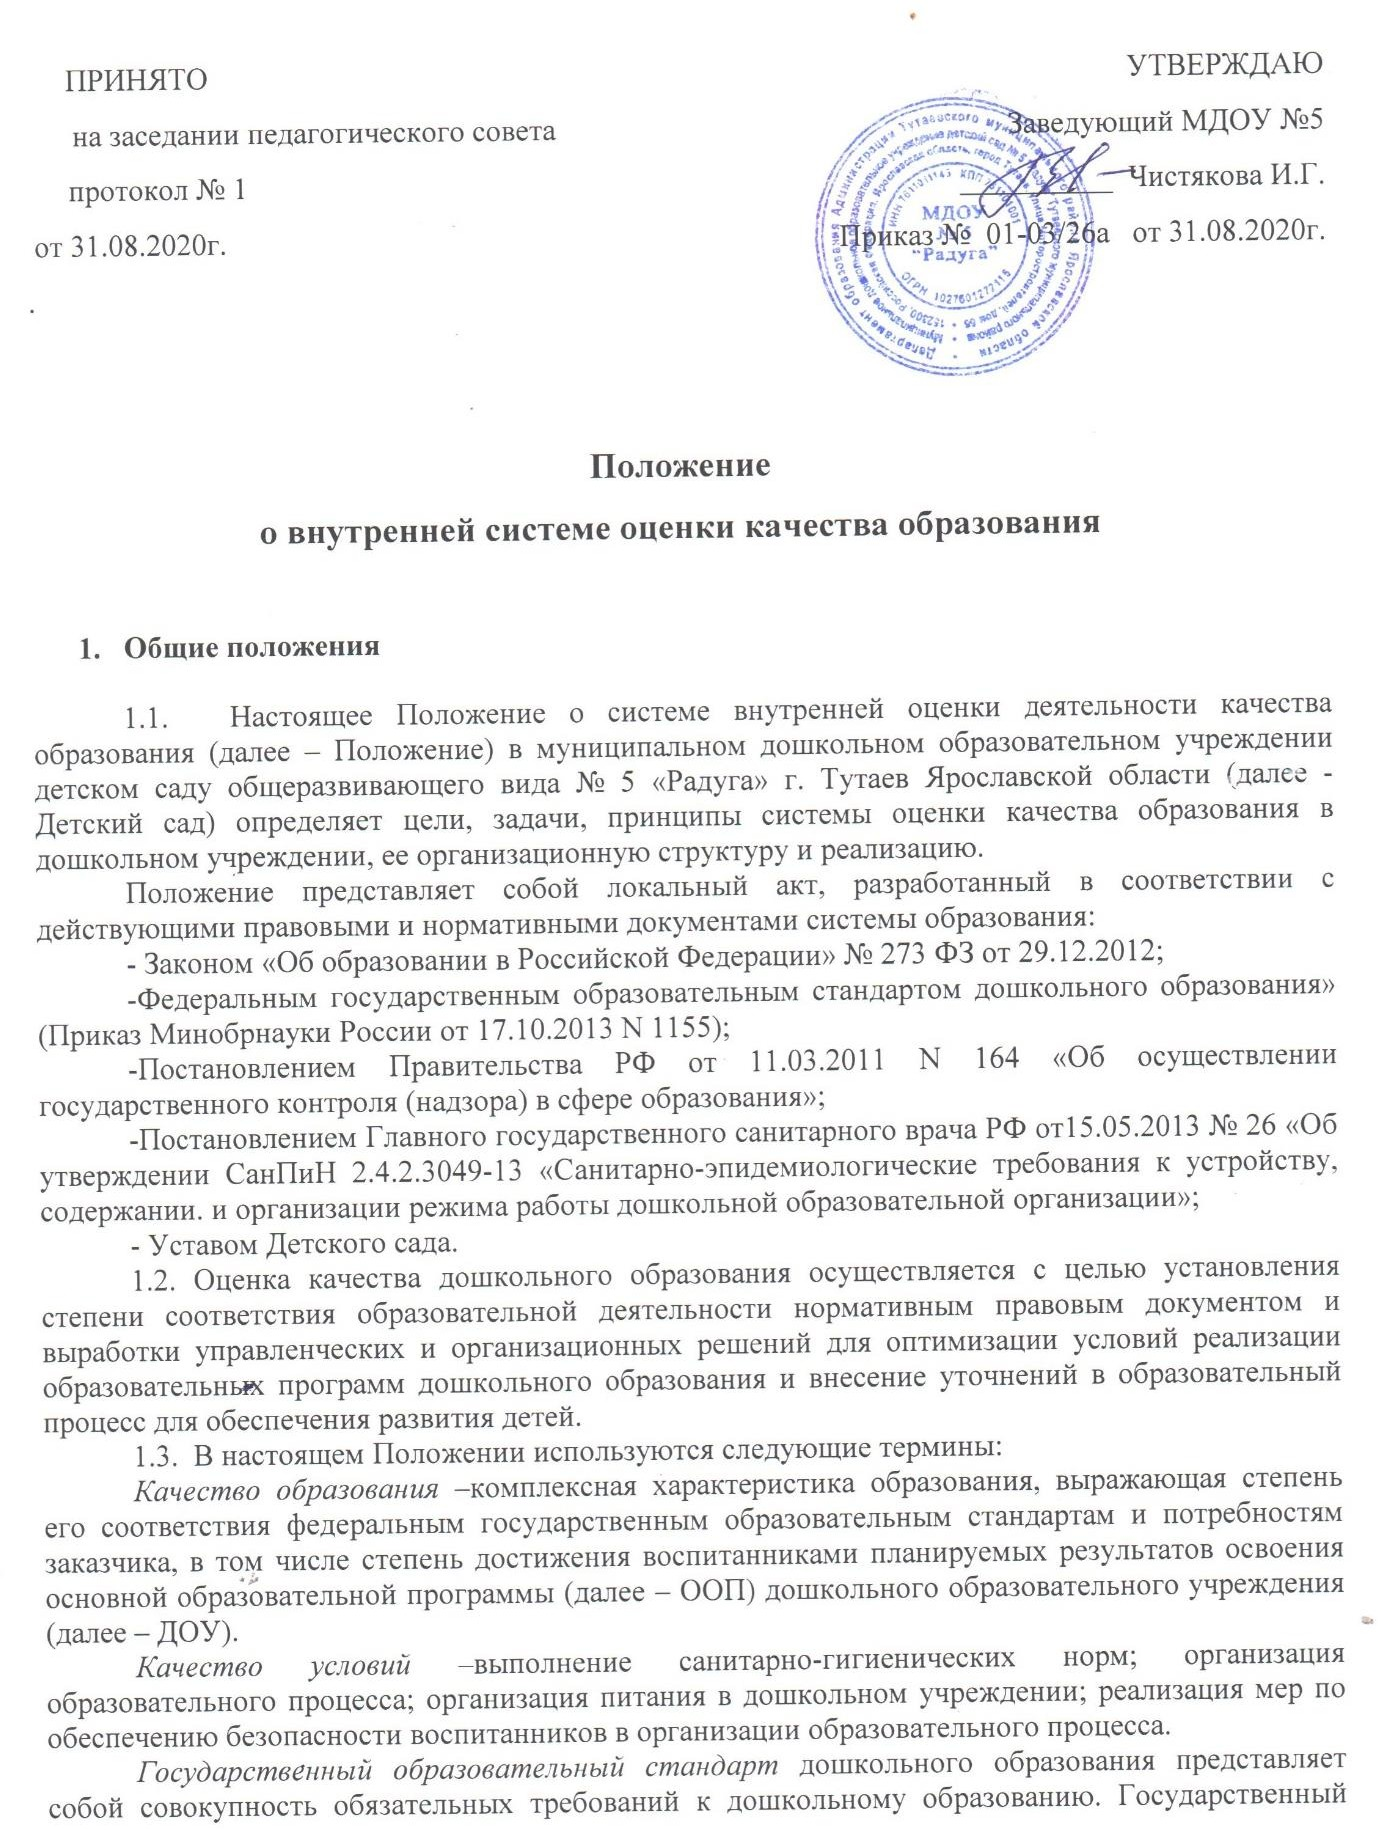 ПРИНЯТО
на заседании педагогического совета
протокол № 1
от 31.08.2020г.
УТВЕРЖДАЮ
Заведующий МДОУ №5
Чистякова И.Г.
Приказ № 01-03/26а от 31.08.2020г.
МДОУ
№ 5
"Радуга"
Положение
о внутренней системе оценки качества образования
1. Общие положения
1.1. Настоящее Положение о системе внутренней оценки деятельности качества
образования (далее – Положение) в муниципальном дошкольном образовательном учреждении
детском саду общеразвивающего вида № 5 «Радуга» г. Тутаев Ярославской области (далее -
Детский сад) определяет цели, задачи, принципы системы оценки качества образования в
дошкольном учреждении, ее организационную структуру и реализацию.
Положение представляет собой локальный акт, разработанный в соответствии с
действующими правовыми и нормативными документами системы образования:
- Законом «Об образовании в Российской Федерации» № 273 ФЗ от 29.12.2012;
-Федеральным государственным образовательным стандартом дошкольного образования»
(Приказ Минобрнауки России от 17.10.2013 N 1155);
-Постановлением Правительства РФ от 11.03.2011 N 164 «Об осуществлении
государственного контроля (надзора) в сфере образования»;
-Постановлением Главного государственного санитарного врача РФ от15.05.2013 № 26 «Об
утверждении СанПиН 2.4.2.3049-13 «Санитарно-эпидемиологические требования к устройству,
содержании. и организации режима работы дошкольной образовательной организации»;
- Уставом Детского сада.
1.2. Оценка качества дошкольного образования осуществляется с целью установления
степени соответствия образовательной деятельности нормативным правовым документом и
выработки управленческих и организационных решений для оптимизации условий реализации
образовательных программ дошкольного образования и внесение уточнений в образовательный
процесс для обеспечения развития детей.
1.3. В настоящем Положении используются следующие термины:
Качество образования –комплексная характеристика образования, выражающая степень
его соответствия федеральным государственным образовательным стандартам и потребностям
заказчика, в том числе степень достижения воспитанниками планируемых результатов освоения
основной образовательной программы (далее – ООП) дошкольного образовательного учреждения
(далее – ДОУ).
Качество условий –выполнение санитарно-гигиенических норм; организация
образовательного процесса; организация питания в дошкольном учреждении; реализация мер по
обеспечению безопасности воспитанников в организации образовательного процесса.
Государственный образовательный стандарт дошкольного образования представляет
собой совокупность обязательных требований к дошкольному образованию. Государственный